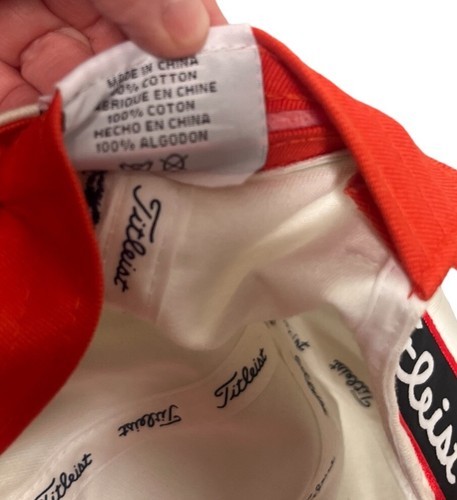 MADE IN CHINA
100% COTTON
FABRIQUE EN CHINE
100% COTON
HECHO EN CHINA
100% ALGODON
Titleist
Titleist
Titleist
Titleist
Titleist
Titleist